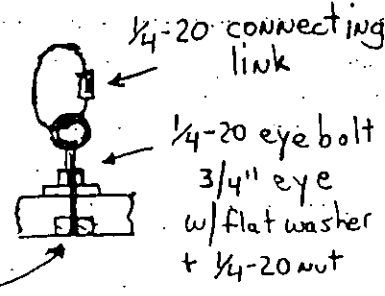 1/4-20 connecting
link
1/4-20 eye bolt
3/4" eye
w/flat washer
+ 1/4-20 nut